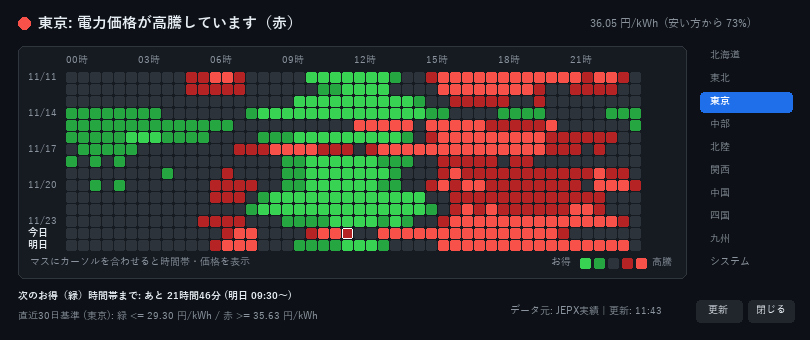 東京: 電力価格が高騰しています（赤）
36.05 円/kWh（安い方から 73%）
00時 03時 06時 09時 12時 15時 18時 21時
11/11
11/14
11/17
11/20
11/23
今日
明日
マスにカーソルを合わせると時間帯・価格を表示
お得 高騰
北海道
東北
東京
中部
北陸
関西
中国
四国
九州
システム
次のお得（緑）時間帯まで: あと 21時間46分 (明日 09:30〜)
直近30日基準 (東京): 緑 <= 29.30 円/kWh / 赤 >= 35.63 円/kWh
データ元: JEPX実績 | 更新: 11:43
更新 閉じる